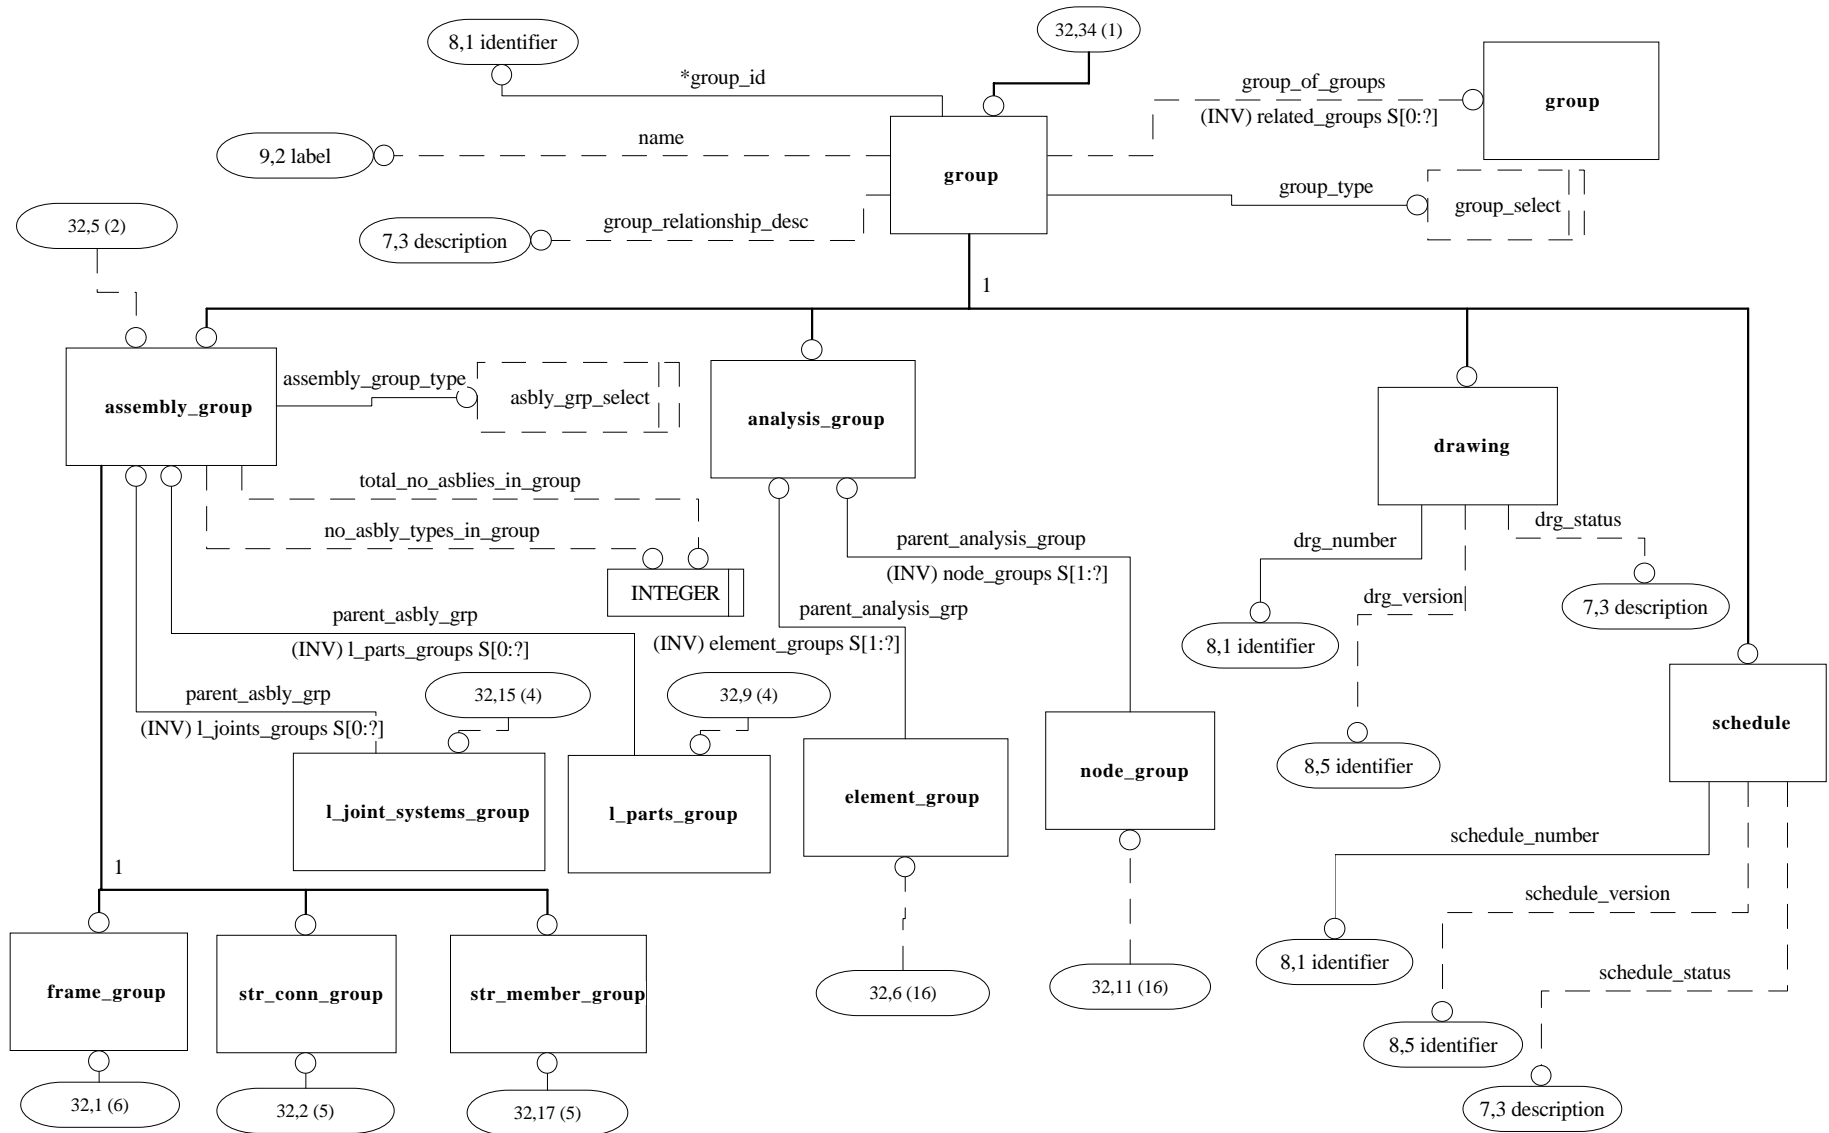 32,34 (1)
8,1 identifier
*group_id
group_of_groups
(INV) related_groups S[0:?]
group
9,2 label
name
group
group_type
group_select
32,5 (2)
7,3 description
group_relationship_desc
1
assembly_group
assembly_group_type
asbly_grp_select
analysis_group
drawing
total_no_asblies_in_group
no_asbly_types_in_group
INTEGER
parent_analysis_group
(INV) node_groups S[1:?]
drg_number
drg_status
drg_version
7,3 description
8,1 identifier
parent_asbly_grp
(INV) l_parts_groups S[0:?]
parent_analysis_grp
(INV) element_groups S[1:?]
parent_asbly_grp
(INV) l_joints_groups S[0:?]
32,15 (4)
32,9 (4)
schedule
8,5 identifier
node_group
element_group
l_joint_systems_group
l_parts_group
schedule_number
1
schedule_version
8,1 identifier
schedule_status
frame_group
str_conn_group
str_member_group
32,6 (16)
32,11 (16)
8,5 identifier
32,1 (6)
32,2 (5)
32,17 (5)
7,3 description